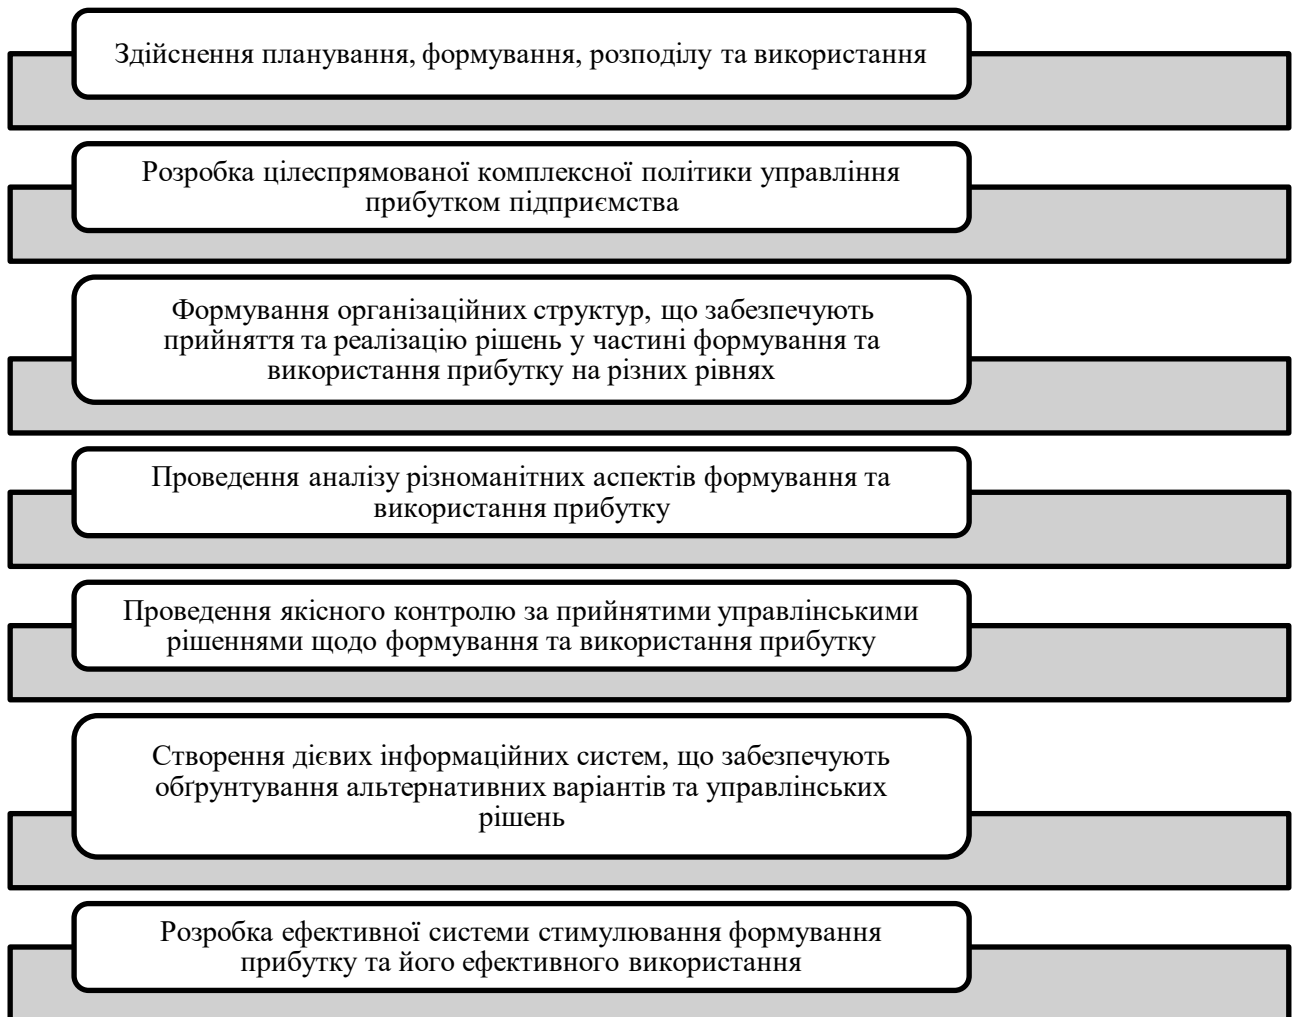 Здійснення планування, формування, розподілу та використання
Розробка цілеспрямованої комплексної політики управління
прибутком підприємства
Формування організаційних структур, що забезпечують
прийняття та реалізацію рішень у частині формування та
використання прибутку на різних рівнях
Проведення аналізу різноманітних аспектів формування та
використання прибутку
Проведення якісного контролю за прийнятими управлінськими
рішеннями щодо формування та використання прибутку
Створення дієвих інформаційних систем, що забезпечують
обґрунтування альтернативних варіантів та управлінських
рішень
Розробка ефективної системи стимулювання формування
прибутку та його ефективного використання